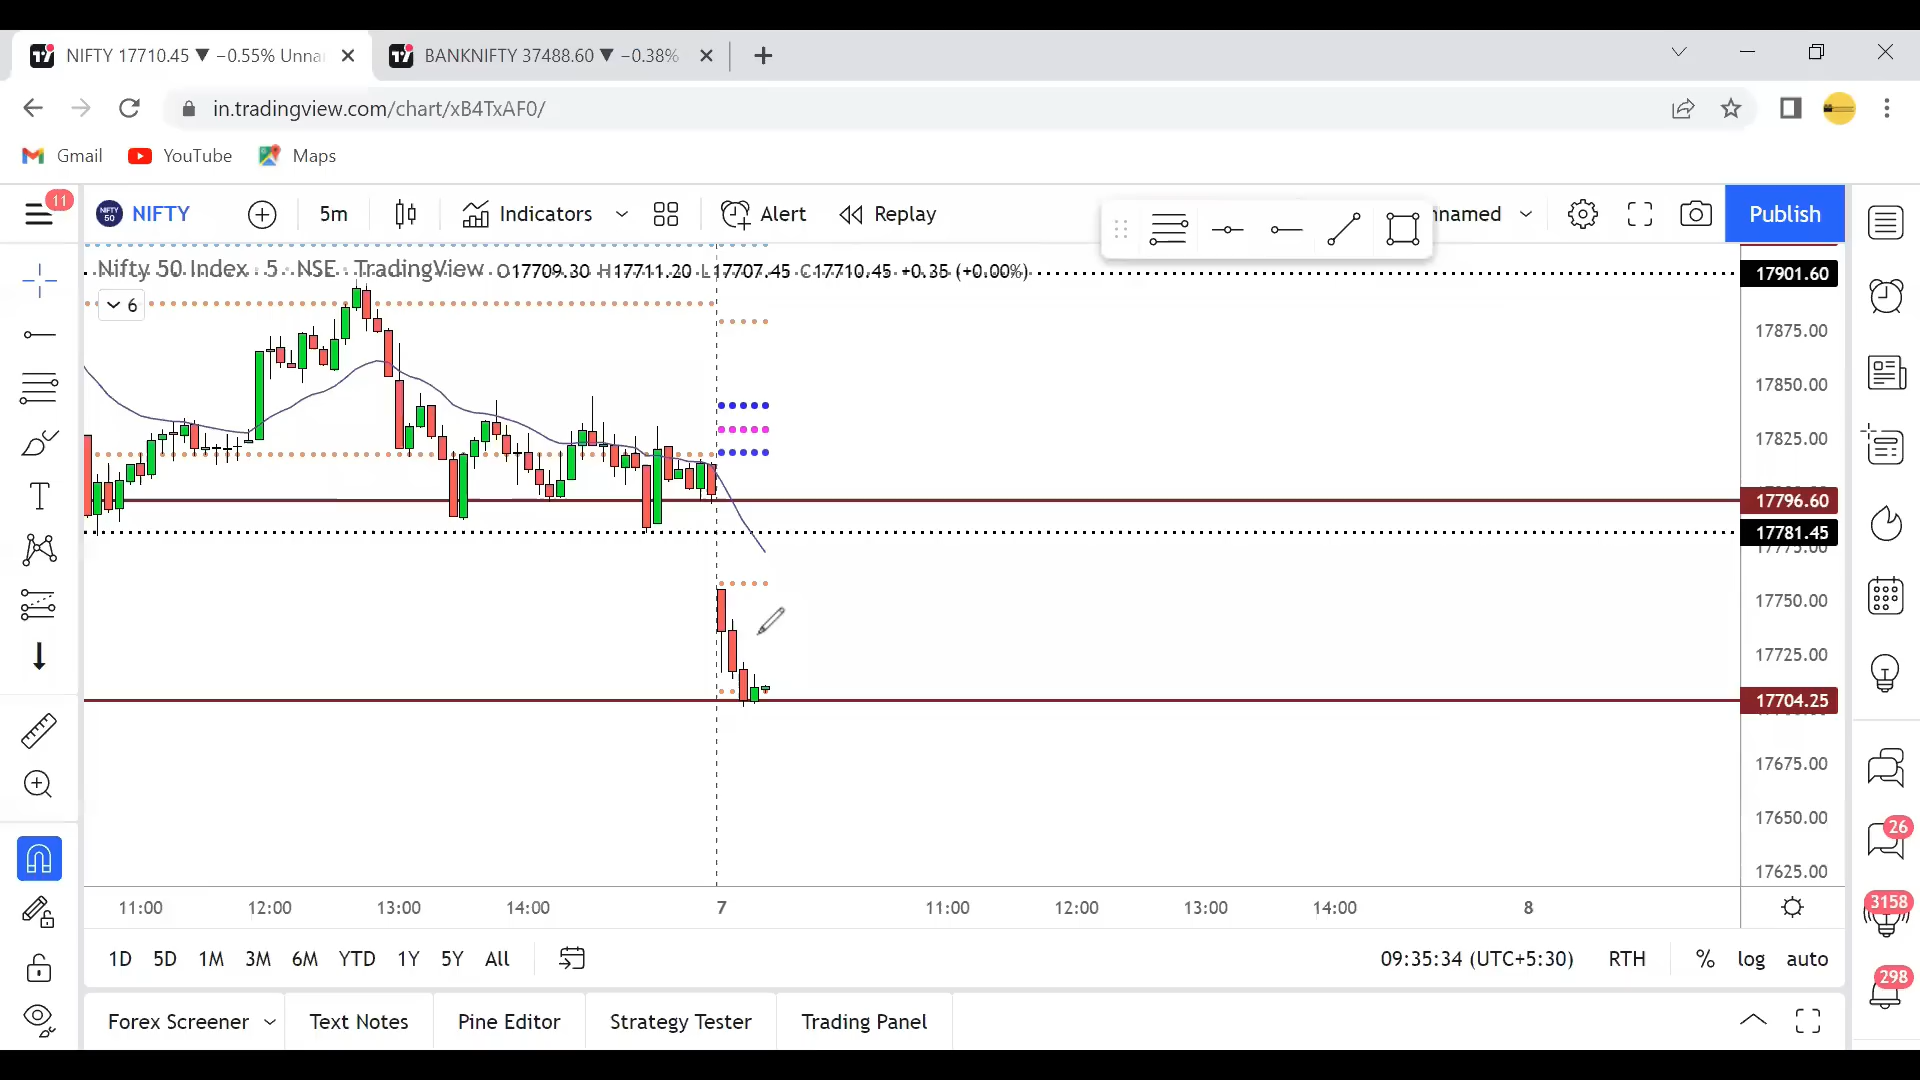 NIFTY 17710.45 ▼ −0.55% Unna
BANKNIFTY 37488.60 ▼ −0.38%
in.tradingview.com/chart/xB4TxAF0/
Gmail YouTube Maps
11
NIFTY 5m Indicators Alert Replay nnamed Publish
Nifty 50 Index · 5 · NSE · TradingView O17709.30 H17711.20 L17707.45 C17710.45 +0.35 (+0.00%)
6
17901.60
17875.00
17850.00
17825.00
17796.60
17781.45
17775.00
17750.00
17725.00
17704.25
17675.00
17650.00
17625.00
26
3158
298
11:00 12:00 13:00 14:00 7 11:00 12:00 13:00 14:00 8
1D 5D 1M 3M 6M YTD 1Y 5Y All 09:35:34 (UTC+5:30) RTH % log auto
Forex Screener Text Notes Pine Editor Strategy Tester Trading Panel